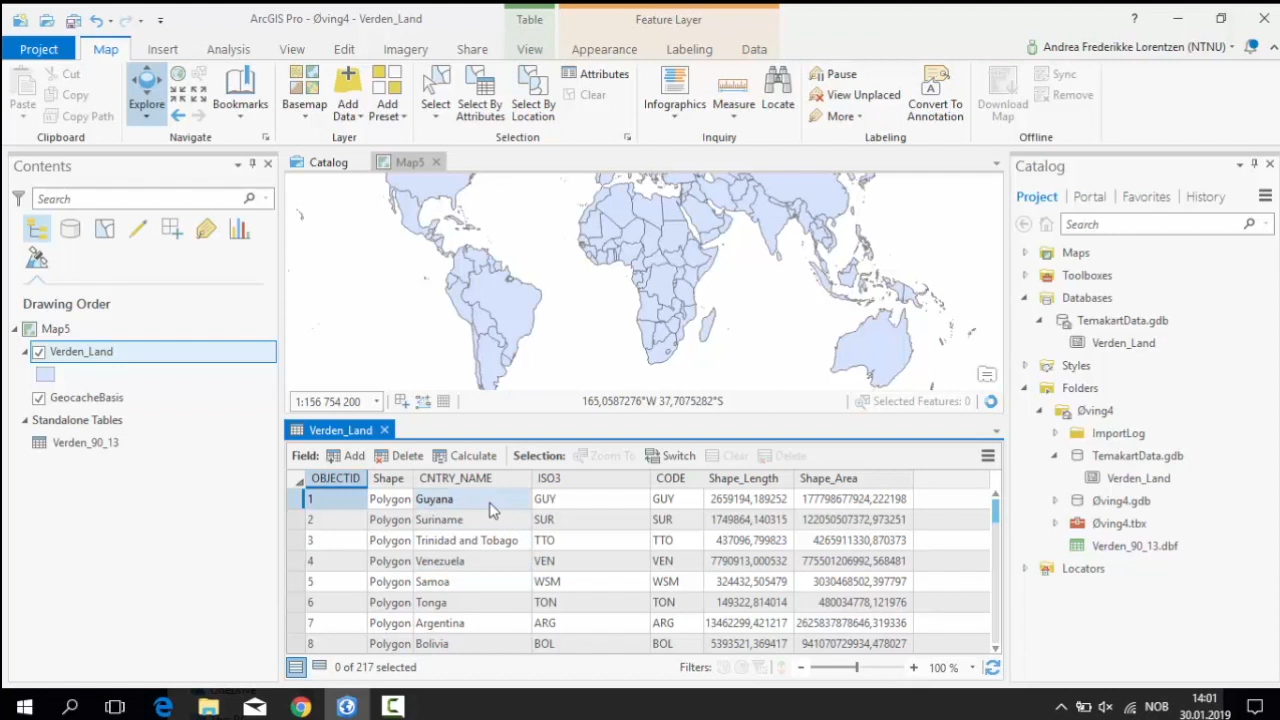 ArcGIS Pro - Øving4 - Verden_Land
Table
Feature Layer
?
Project
Map
Insert
Analysis
View
Edit
Imagery
Share
View
Appearance
Labeling
Data
Andrea Frederikke Lorentzen (NTNU)
Paste
Cut
Copy
Copy Path
Clipboard
Explore
Bookmarks
Navigate
Basemap
Add Data
Add Preset
Layer
Select
Select By Attributes
Select By Location
Attributes
Clear
Selection
Infographics
Measure
Locate
Inquiry
Pause
View Unplaced
More
Convert To Annotation
Labeling
Download Map
Sync
Remove
Offline
Contents
Search
Drawing Order
Map5
Verden_Land
GeocacheBasis
Standalone Tables
Verden_90_13
Catalog
Map5
1:156 754 200
165,0587276°W 37,7075282°S
Selected Features: 0
Verden_Land
Field: Add Delete Calculate Selection: Zoom To Switch Clear Delete
OBJECTID Shape CNTRY_NAME ISO3 CODE Shape_Length Shape_Area
1 Polygon Guyana GUY GUY 2659194,189252 177798677924,222198
2 Polygon Suriname SUR SUR 1749864,140315 122050507372,973251
3 Polygon Trinidad and Tobago TTO TTO 437096,799823 4265911330,870373
4 Polygon Venezuela VEN VEN 7790913,000532 775501206992,568481
5 Polygon Samoa WSM WSM 324432,505479 3030468502,397797
6 Polygon Tonga TON TON 149322,814014 480034778,121976
7 Polygon Argentina ARG ARG 13462299,421217 2625837878646,319336
8 Polygon Bolivia BOL BOL 5393521,369417 941070729934,478027
0 of 217 selected
Filters:
100 %
Catalog
Project
Portal
Favorites
History
Search
Maps
Toolboxes
Databases
TemakartData.gdb
Verden_Land
Styles
Folders
Øving4
ImportLog
TemakartData.gdb
Verden_Land
Øving4.gdb
Øving4.tbx
Verden_90_13.dbf
Locators
NOB
14:01
30.01.2019